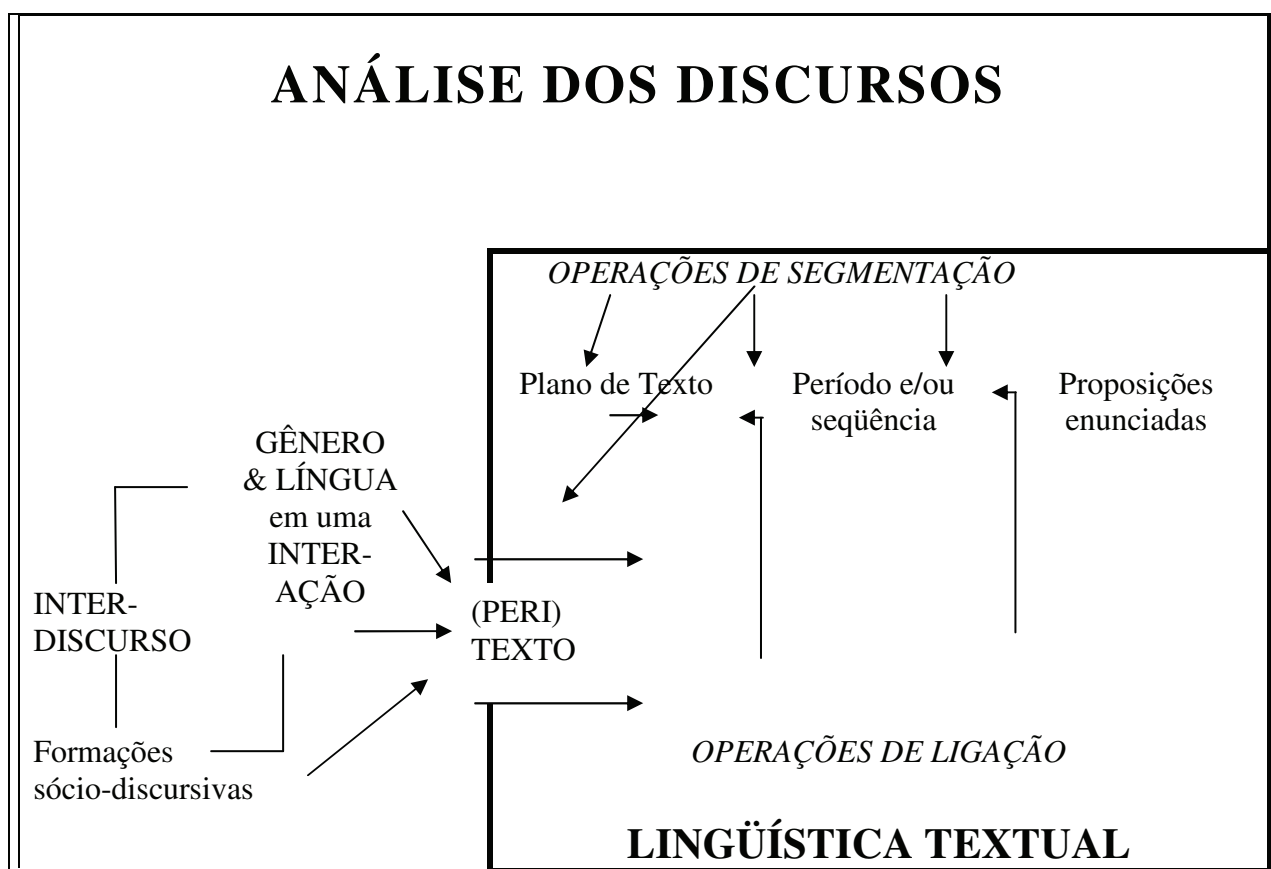 ANÁLISE DOS DISCURSOS
OPERAÇÕES DE SEGMENTAÇÃO
Plano de Texto
Período e/ou
seqüência
Proposições
enunciadas
GÊNERO
& LÍNGUA
em uma
INTER-
AÇÃO
INTER-
DISCURSO
(PERI)
TEXTO
Formações
sócio-discursivas
OPERAÇÕES DE LIGAÇÃO
LINGÜÍSTICA TEXTUAL